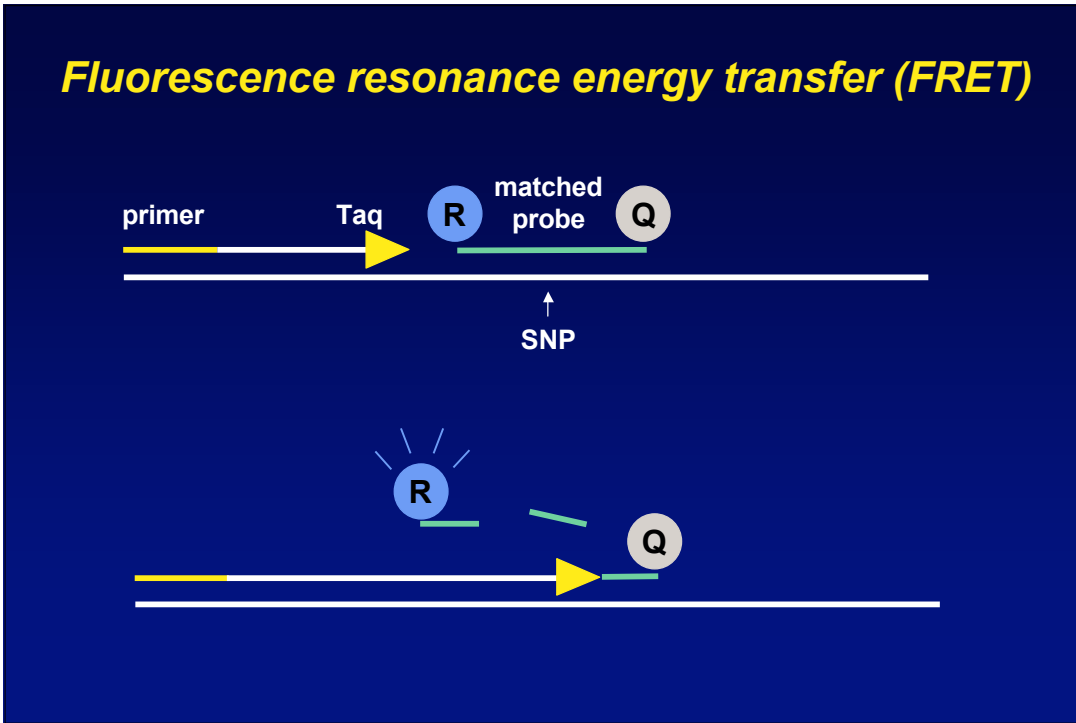 Fluorescence resonance energy transfer (FRET)
primer
Taq
R
matched
probe
Q
SNP
R
Q